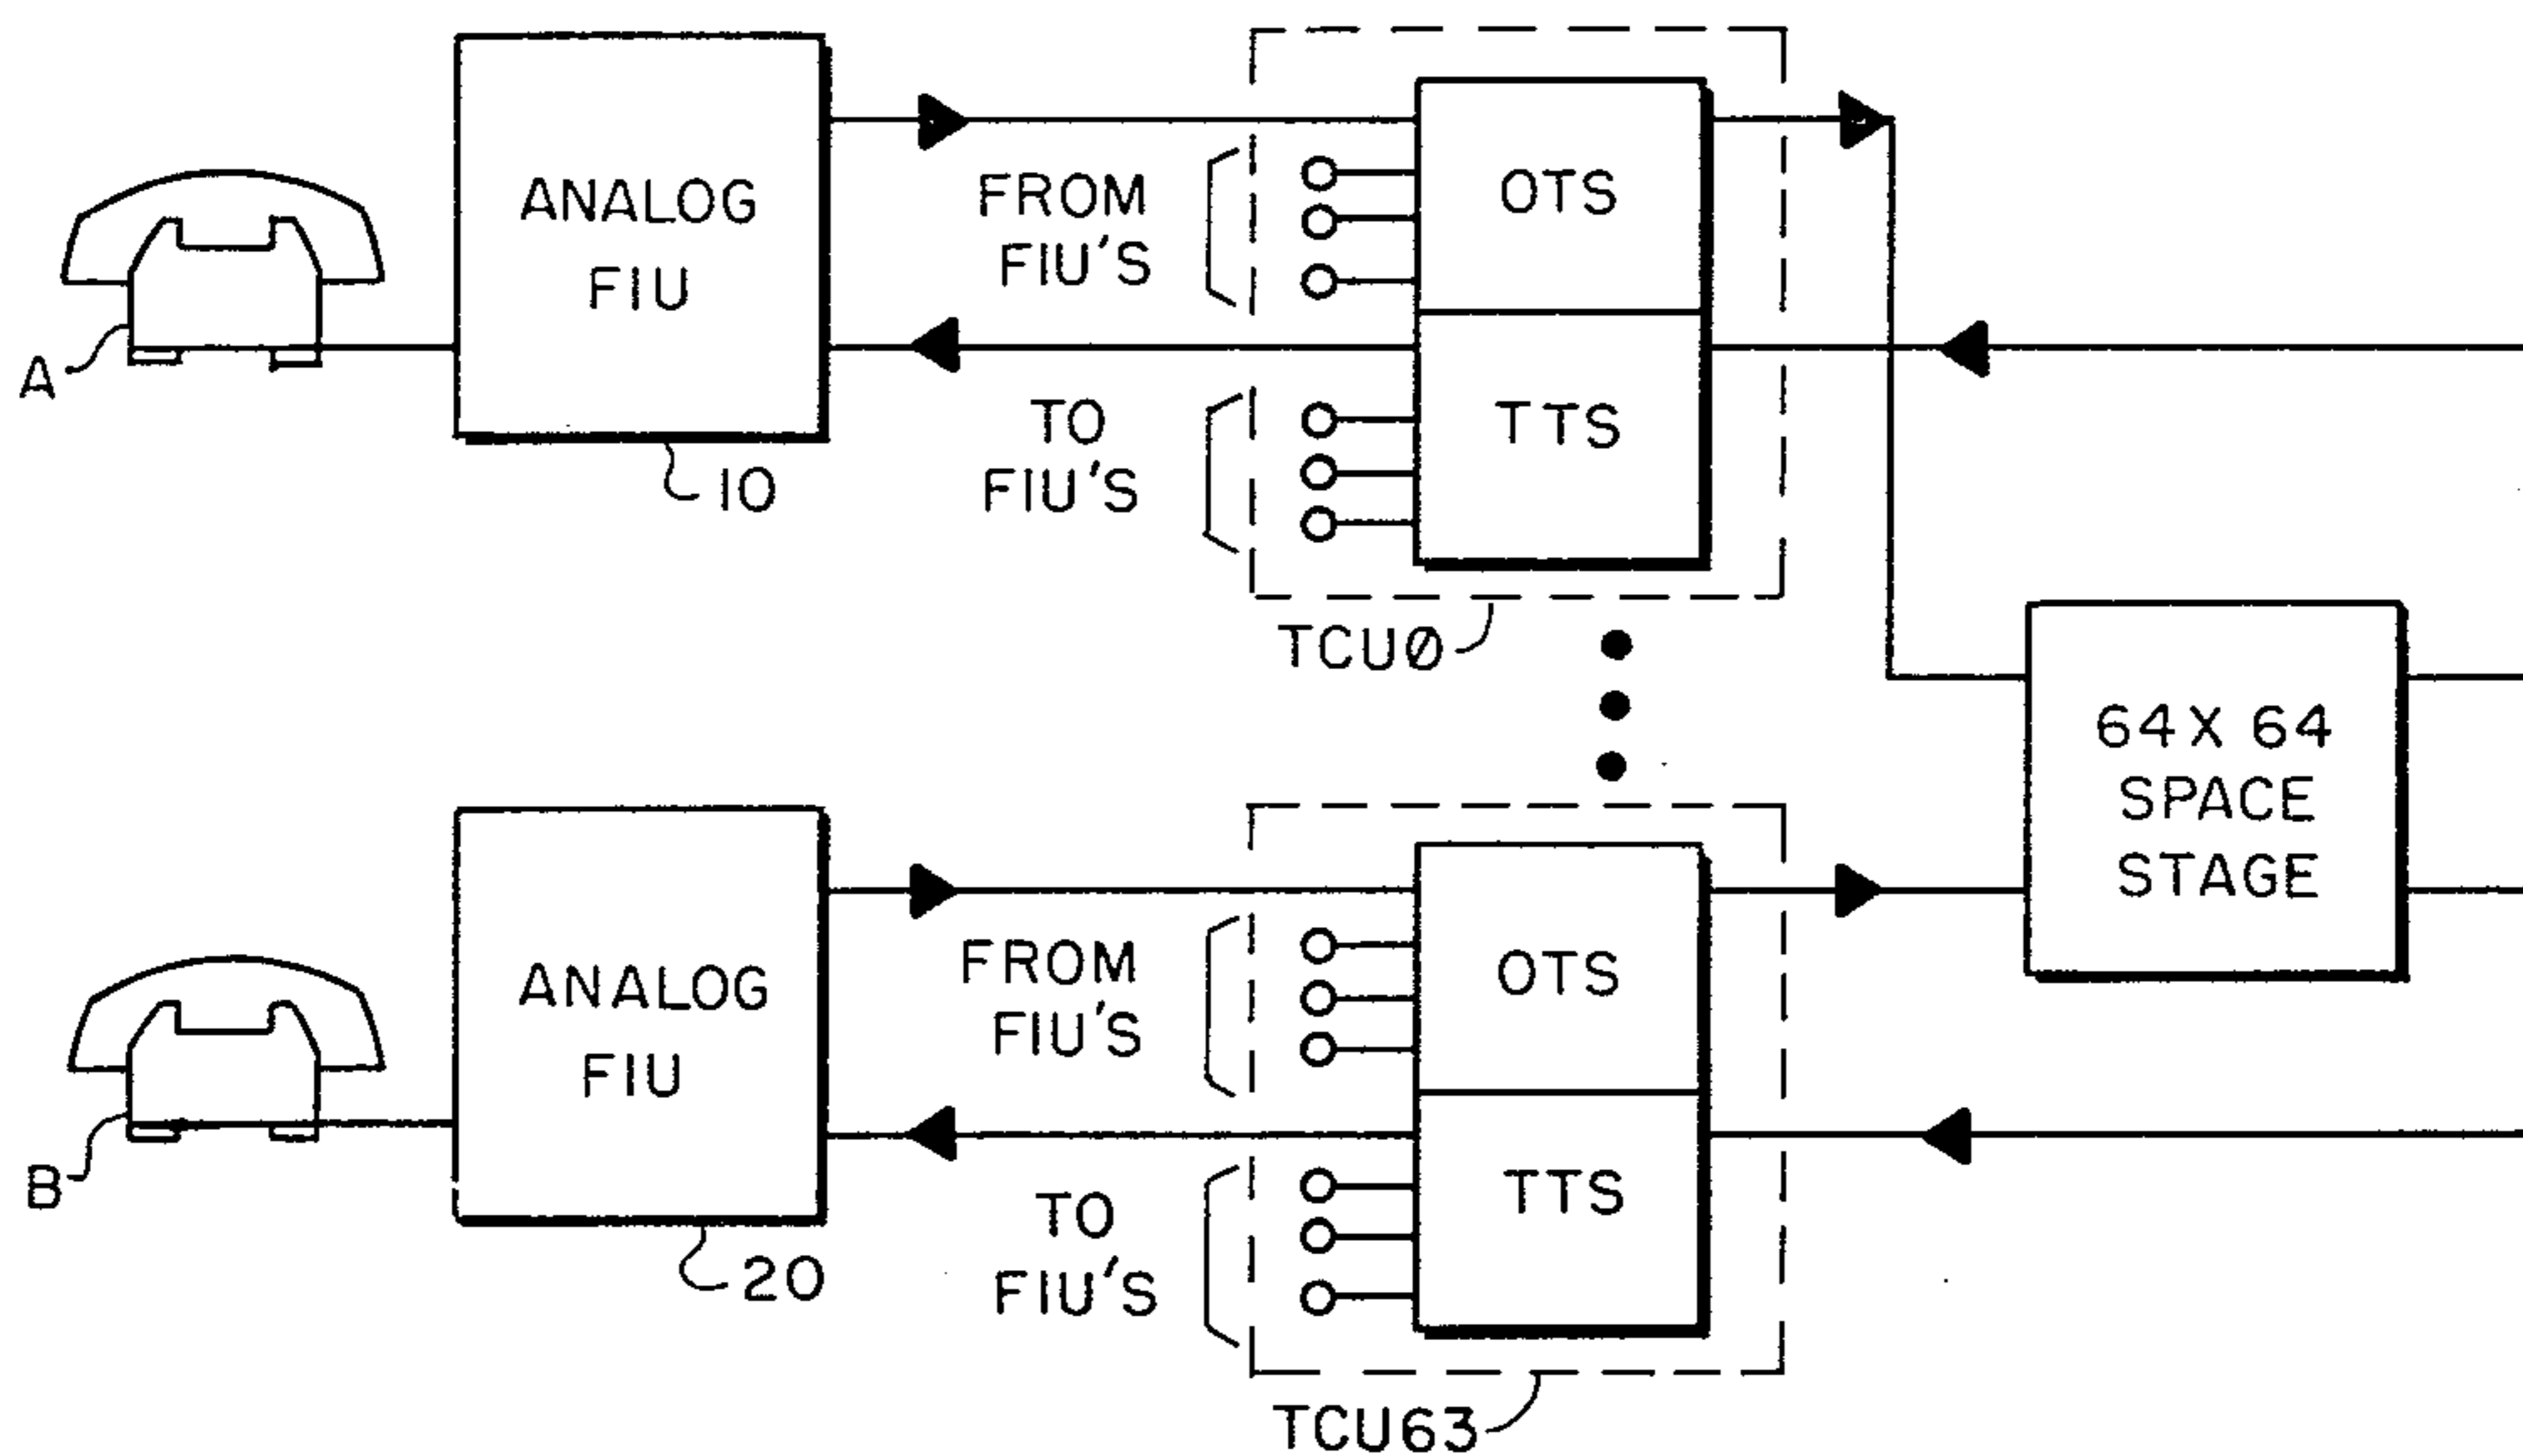 ANALOG
FIU
10
A
FROM
FIU'S
TO
FIU'S
OTS
TTS
TCU0
64X 64
SPACE
STAGE
ANALOG
FIU
20
B
FROM
FIU'S
TO
FIU'S
OTS
TTS
TCU63